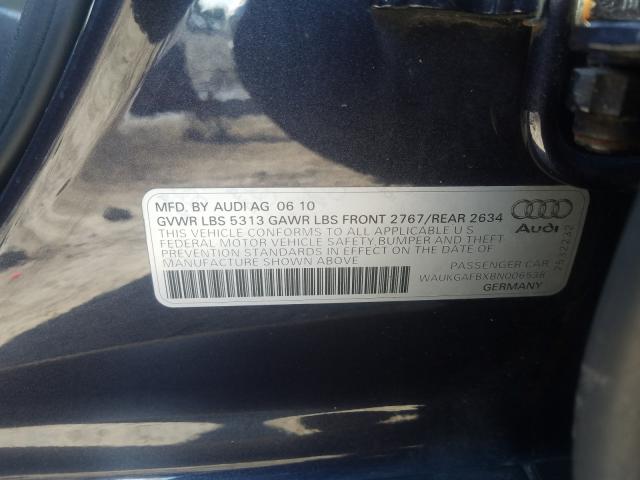 MFD. BY AUDI AG 06 10
GVWR LBS 5313 GAWR LBS FRONT 2767/REAR 2634
THIS VEHICLE CONFORMS TO ALL APPLICABLE U S
FEDERAL MOTOR VEHICLE SAFETY,BUMPER AND THEFT
PREVENTION STANDARDS IN EFFECT ON THE DATE OF
MANUFACTURE SHOWN ABOVE.
PASSENGER CAR
WAUKGAFBXBN006538
GERMANY
Audi
2532242